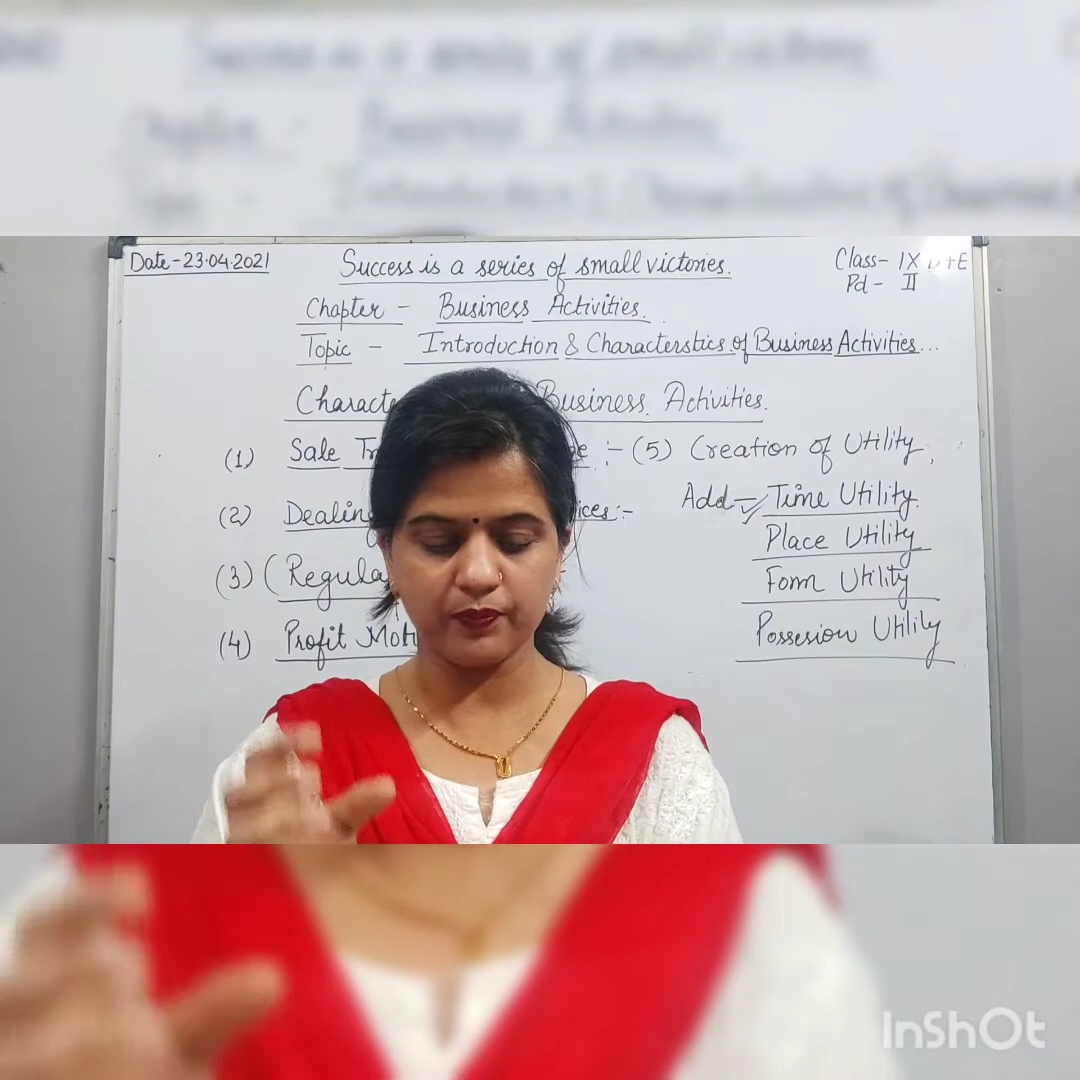 Date-23.04.2021
Success is a series of small victories.
Class- IX D+E
Pd- II
Chapter - Business Activities.
Topic - Introduction & Characterstics of Business Activities...
Business Activities.
(1) Sale :-
(2)
(3) (
(4) Profit
(5) Creation of Utility,
Add- Time Utility.
Place Utility
Form Utility
Possesion Utility
InShOt